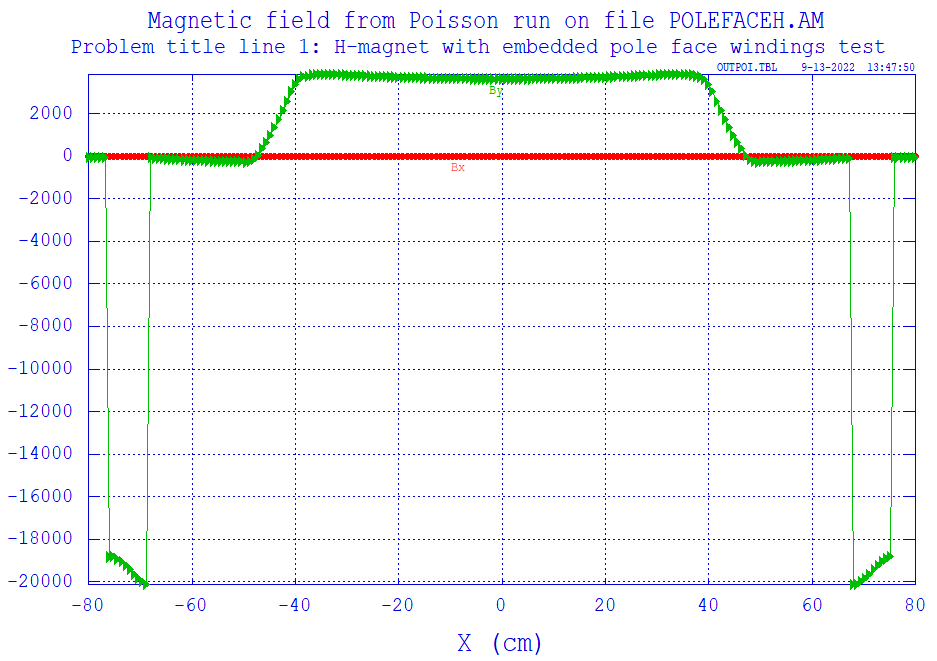 Magnetic field from Poisson run on file POLEFACEH.AM
Problem title line 1: H-magnet with embedded pole face windings test
OUTPOI.TBL 9-13-2022 13:47:50
By
2000
0
Bx
-2000
-4000
-6000
-8000
-10000
-12000
-14000
-16000
-18000
-20000
-80 -60 -40 -20 0 20 40 60 80
X (cm)